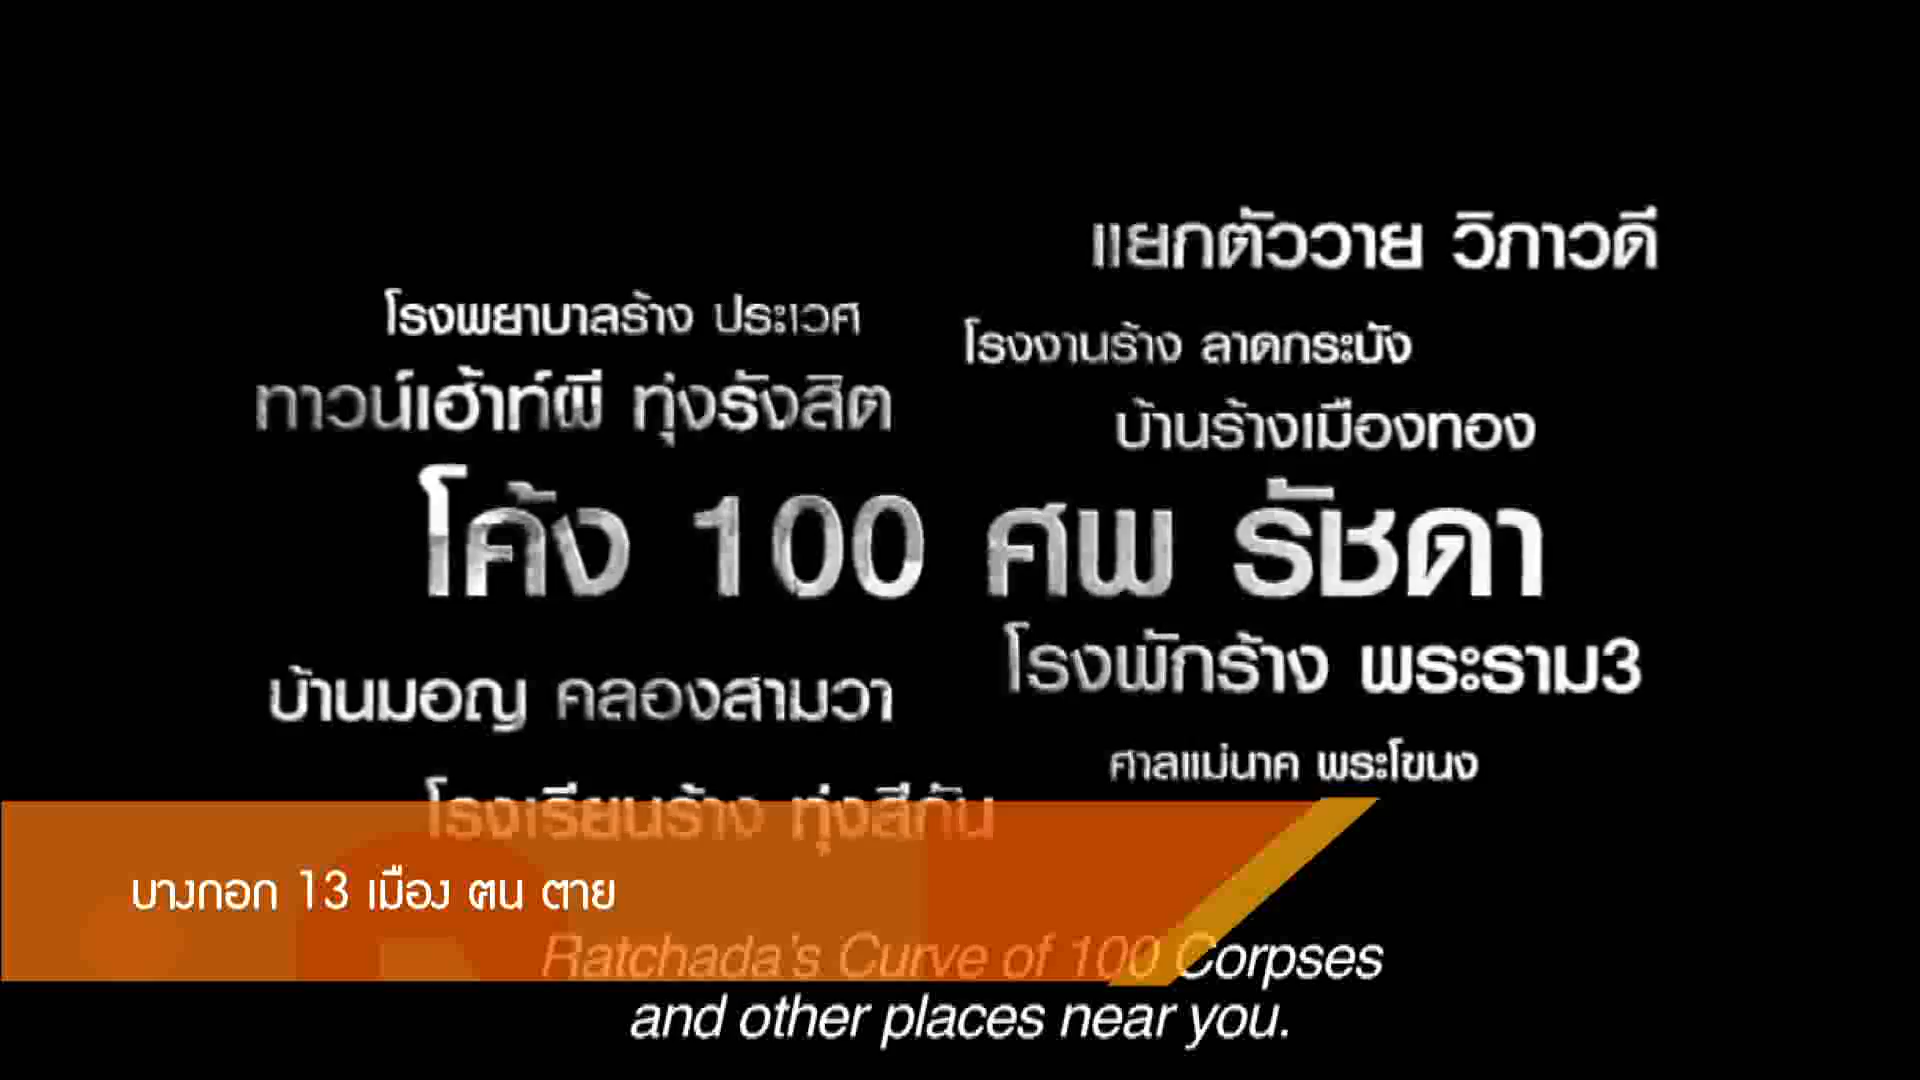 แยกตัววาย วิภาวดี
โรงพยาบาลร้าง ประเวศ
โรงงานร้าง ลาดกระบัง
ทาวน์เฮ้าท์ผี ทุ่งรังสิต
บ้านร้างเมืองทอง
โค้ง 100 ศพ รัชดา
โรงพักร้าง พระราม3
บ้านมอญ คลองสามวา
ศาลแม่นาค พระโขนง
โรงเรียนร้าง ทุ่งสีกัน
บางกอก 13 เมือง ฅน ตาย
Ratchada's Curve of 100 Corpses
and other places near you.